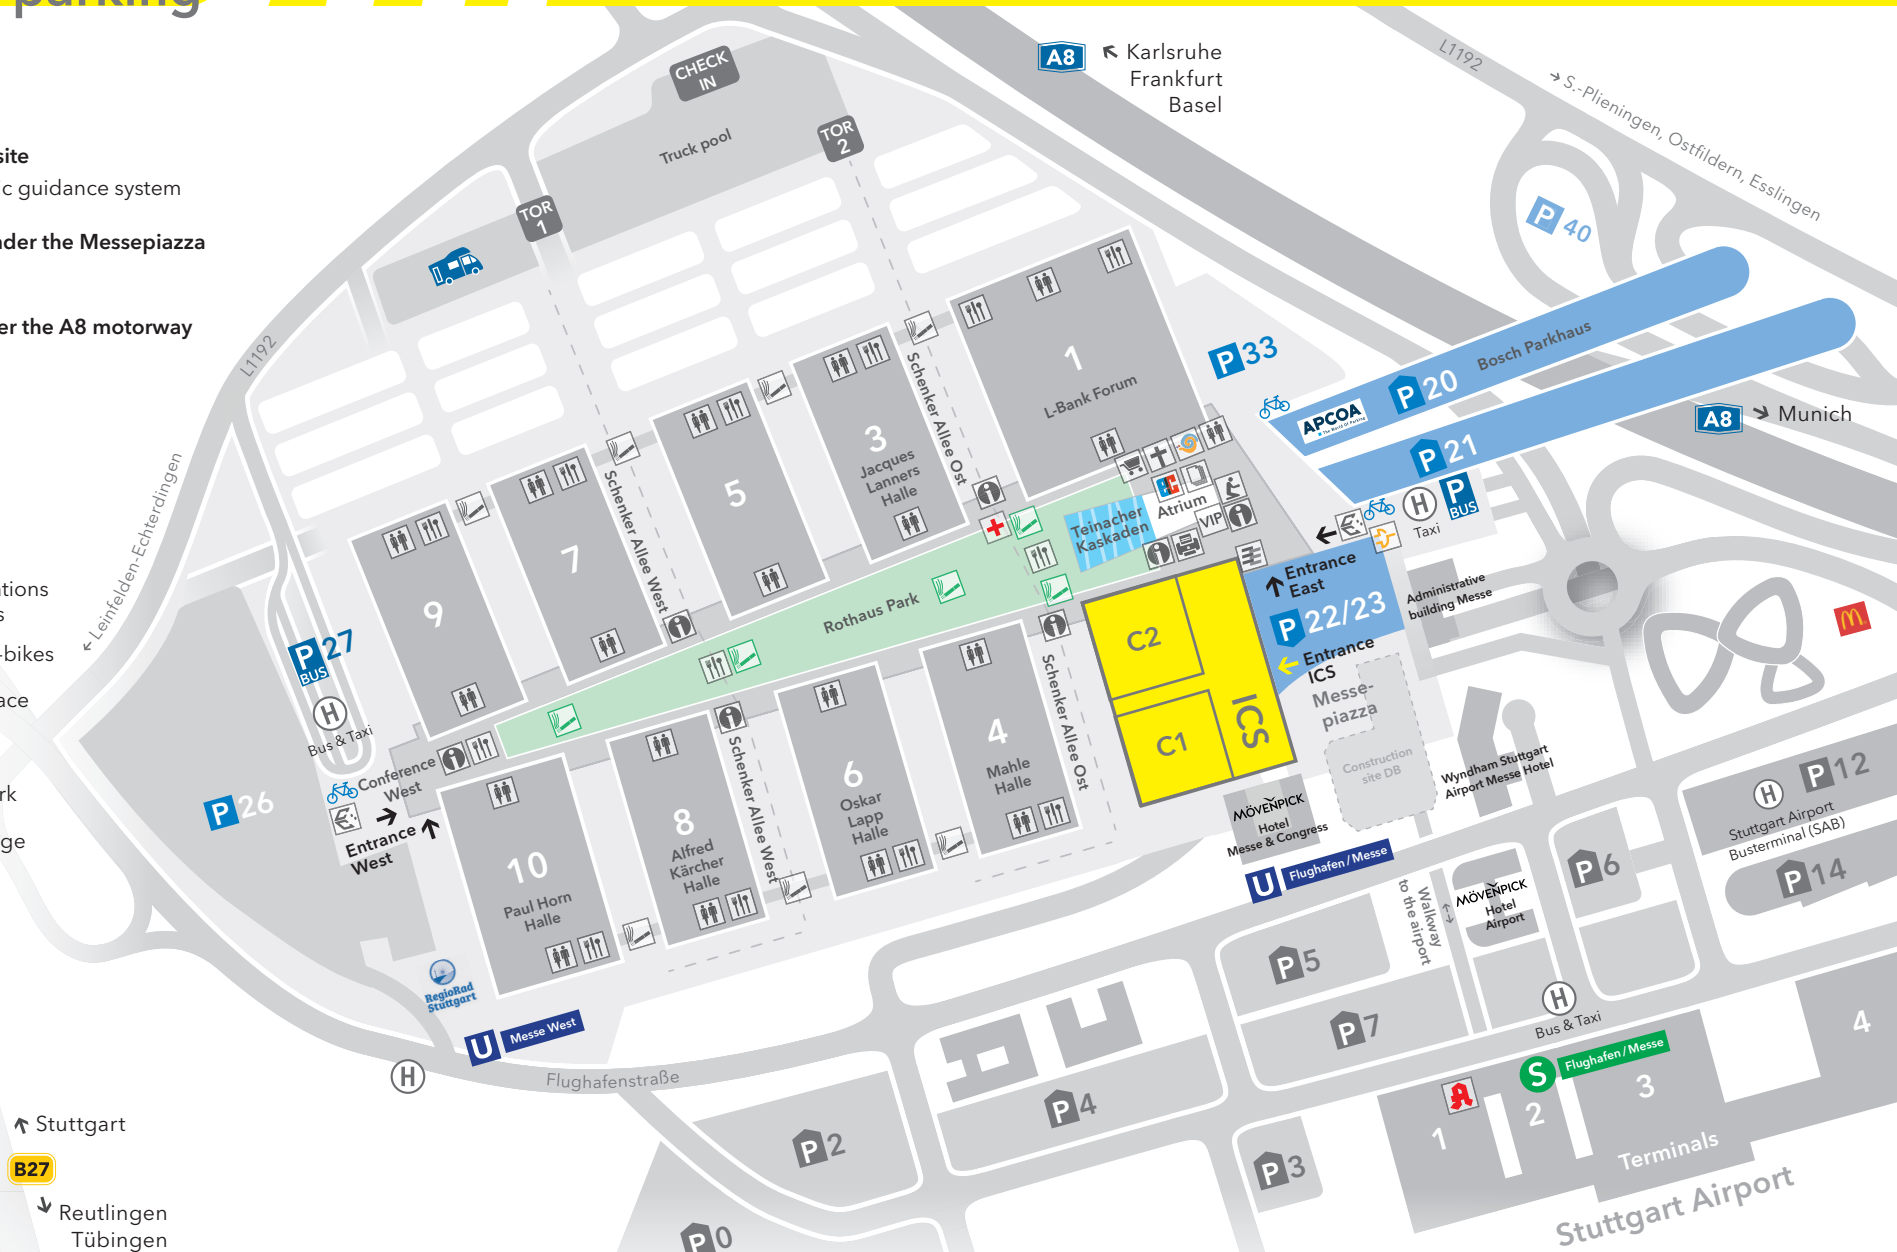 parking
site
ic guidance system
nder the Messepiazza
er the A8 motorway
ations
s
-bikes
ace
rk
ge
CHECK
IN
Truck pool
TOR
1
TOR
2
A8
Karlsruhe
Frankfurt
Basel
L1192
S.-Plieningen, Ostfildern, Esslingen
P 40
L1192
Leinfelden-Echterdingen
P 33
Bosch Parkhaus
P 20
APCOA
P 21
A8
Munich
P
BUS
H
Taxi
1
L-Bank Forum
3
Jacques
Lanners
Halle
5
7
9
Schenker Allee Ost
Schenker Allee West
Teinacher
Kaskaden
EC
Atrium
VIP
Rothaus Park
Entrance
East
P 22/23
Entrance
ICS
Messe-
piazza
Administrative
building Messe
Construction
site DB
C2
C1
ICS
P 27
BUS
H
Bus & Taxi
Conference
West
Entrance
West
P 26
10
Paul Horn
Halle
8
Alfred
Kärcher
Halle
Schenker Allee West
6
Oskar
Lapp
Halle
4
Mahle
Halle
Schenker Allee Ost
MÖVENPICK
Hotel
Messe & Congress
Wyndham Stuttgart
Airport Messe Hotel
U Flughafen / Messe
H
P 12
Stuttgart Airport
Busterminal (SAB)
P 14
P 6
MÖVENPICK
Hotel
Airport
Walkway
to the airport
P 5
P 7
H
Bus & Taxi
S Flughafen / Messe
RegioRad
Stuttgart
U Messe West
H
Flughafenstraße
P 4
P 2
P 3
P 0
1
2
3
4
Terminals
Stuttgart Airport
Stuttgart
B27
Reutlingen
Tübingen